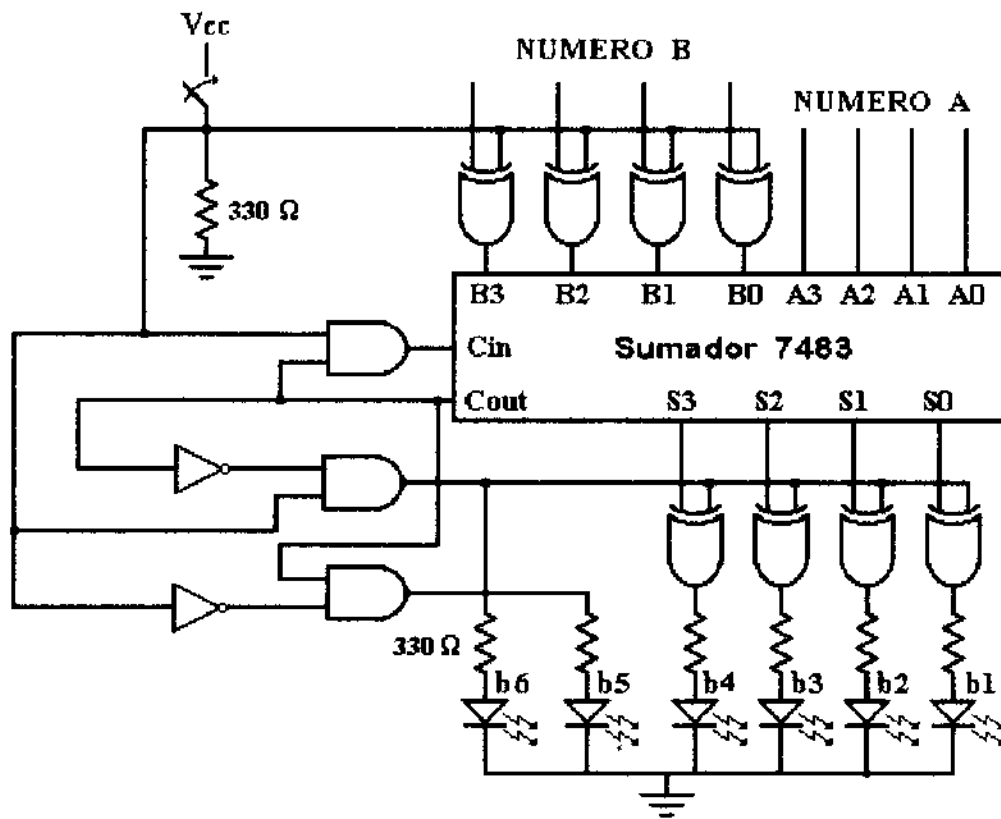 Vcc
NUMERO B
NUMERO A
330 Ω
B3 B2 B1 B0 A3 A2 A1 A0
Cin Sumador 7483
Cout S3 S2 S1 S0
330 Ω
b6 b5 b4 b3 b2 b1